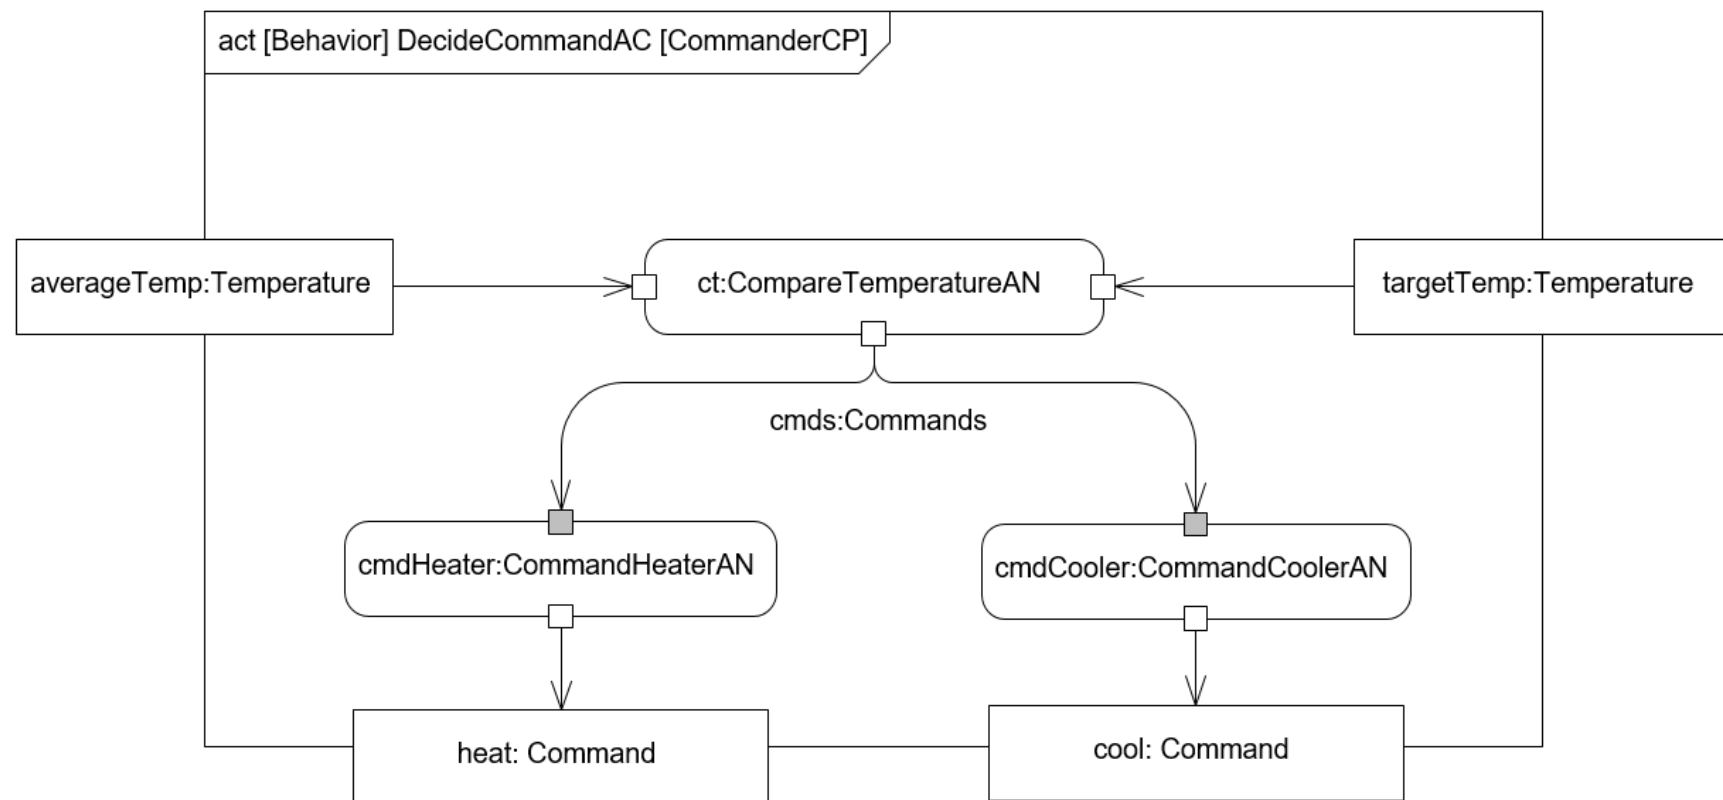 act [Behavior] DecideCommandAC [CommanderCP]
averageTemp:Temperature
ct:CompareTemperatureAN
targetTemp:Temperature
cmds:Commands
cmdHeater:CommandHeaterAN
cmdCooler:CommandCoolerAN
heat: Command
cool: Command